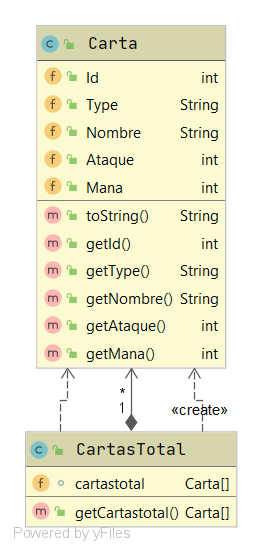 C Carta
f Id int
f Type String
f Nombre String
f Ataque int
f Mana int
m toString() String
m getId() int
m getType() String
m getNombre() String
m getAtaque() int
m getMana() int
*
1
«create»
C CartasTotal
f cartastotal Carta[]
m getCartastotal() Carta[]
Powered by yFiles